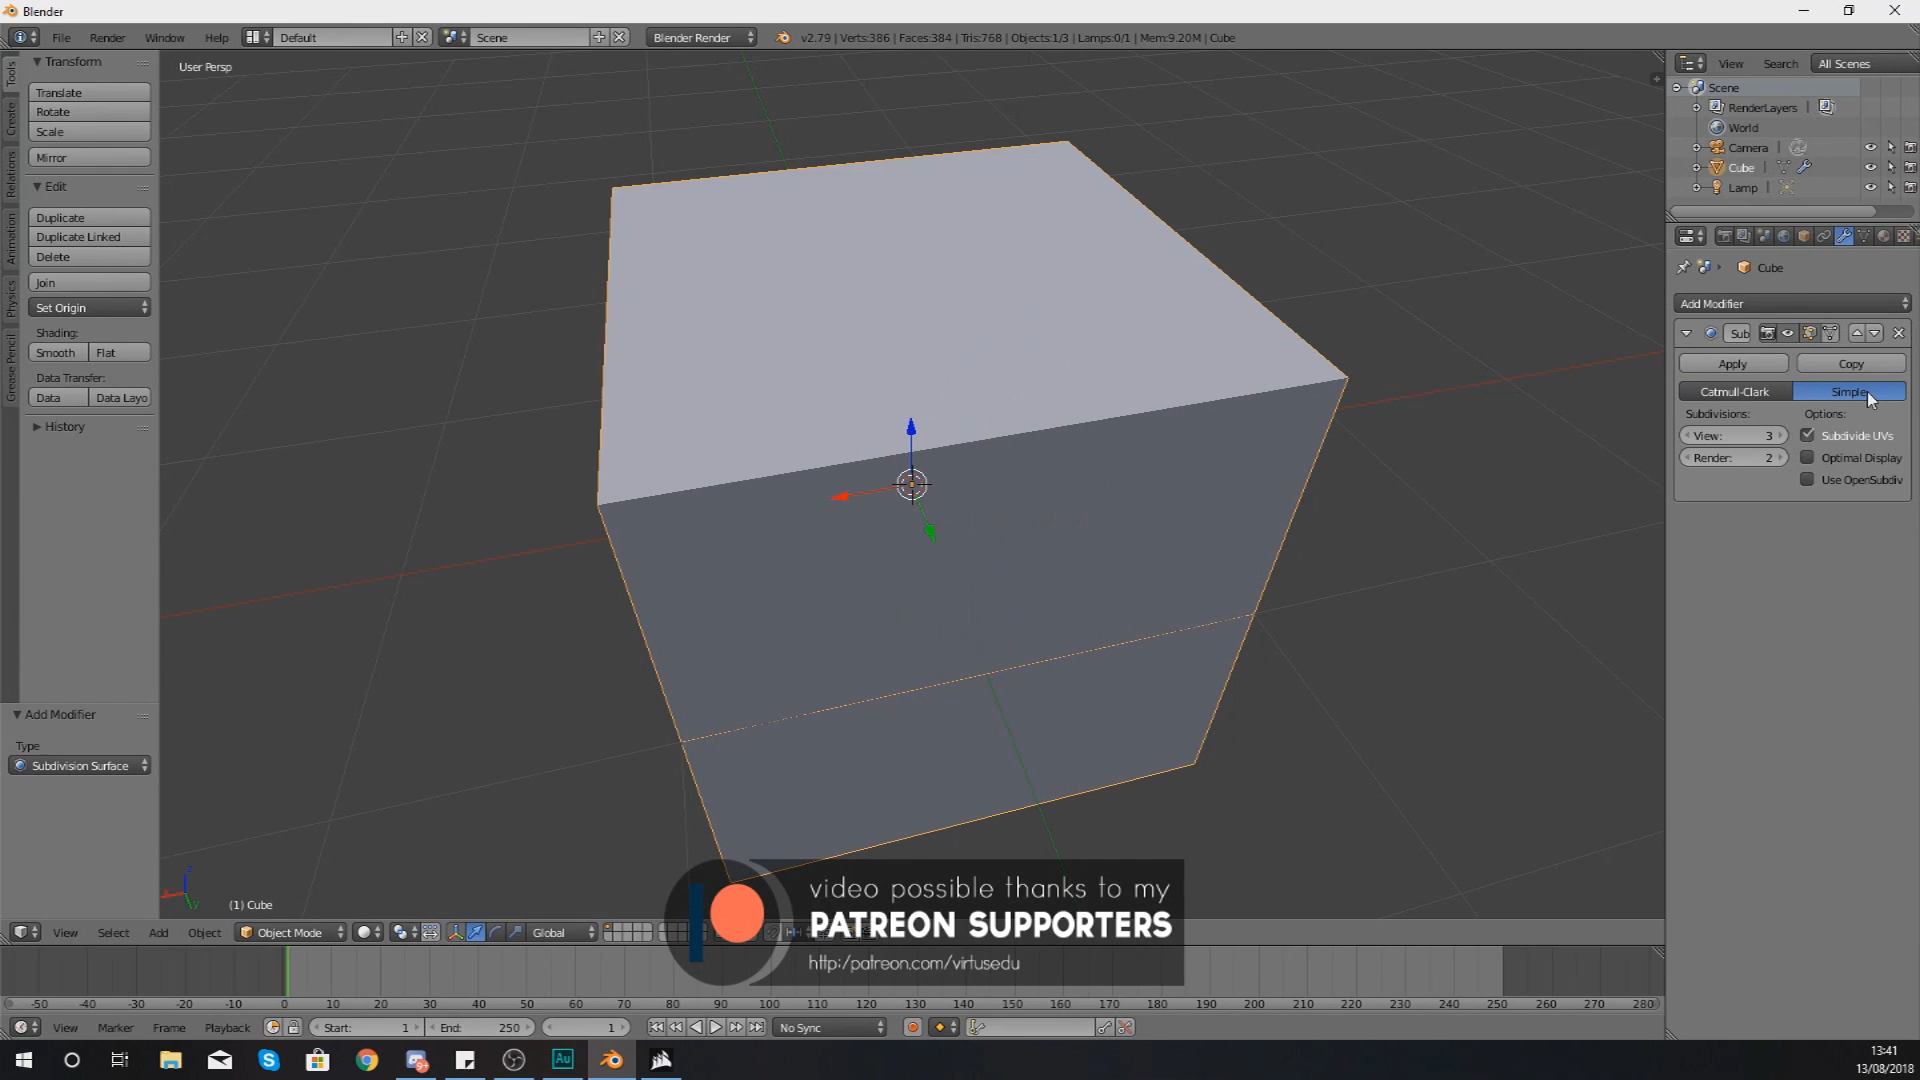 Blender
File Render Window Help Default Scene Blender Render v2.79 | Verts:386 | Faces:384 | Tris:768 | Objects:1/3 | Lamps:0/1 | Mem:9.20M | Cube
Tools
Create
Relations
Animation
Physics
Grease Pencil
Transform
Translate
Rotate
Scale
Mirror
Edit
Duplicate
Duplicate Linked
Delete
Join
Set Origin
Shading:
Smooth Flat
Data Transfer:
Data Data Layo
History
Add Modifier
Type
Subdivision Surface
User Persp
(1) Cube
View Search All Scenes
Scene
RenderLayers
World
Camera
Cube
Lamp
Cube
Add Modifier
Sub
Apply Copy
Catmull-Clark Simple
Subdivisions: Options:
View: 3 Subdivide UVs
Render: 2 Optimal Display
Use OpenSubdiv
video possible thanks to my
PATREON SUPPORTERS
http:/patreon.com/virtusedu
View Select Add Object Object Mode Global
-50 -40 -30 -20 -10 0 10 20 30 40 50 60 70 80 90 100 110 120 130 140 150 160 170 180 190 200 210 220 230 240 250 260 270 280
View Marker Frame Playback Start: 1 End: 250 1 No Sync
Au
13:41
13/08/2018